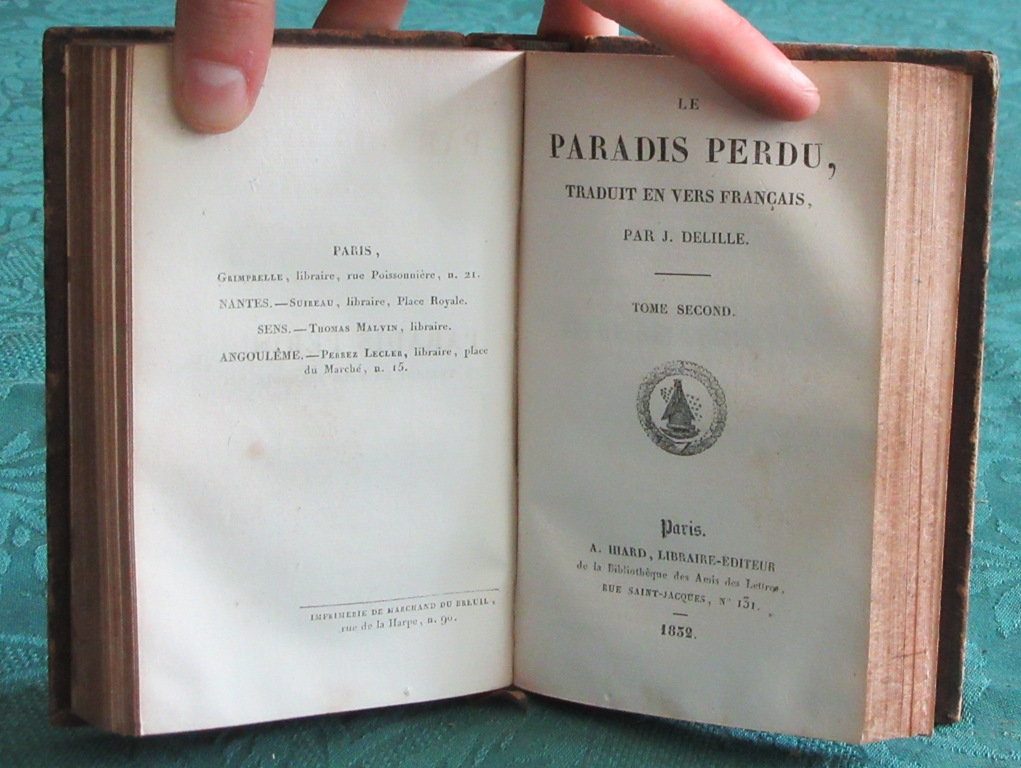 PARIS,
GRIMPRELLE, libraire, rue Poissonnière, n. 21.
NANTES.—SUIREAU, libraire, Place Royale.
SENS.—THOMAS MALVIN, libraire.
ANGOULÊME.—PERREZ LECLER, libraire, place
du Marché, n. 15.
IMPRIMERIE DE MARCHAND DU BREUIL,
rue de la Harpe, n. 90.
LE
PARADIS PERDU,
TRADUIT EN VERS FRANÇAIS,
PAR J. DELILLE.
TOME SECOND.
Paris.
A. HIARD, LIBRAIRE-ÉDITEUR
de la Bibliothèque des Amis des Lettres,
RUE SAINT-JACQUES, N° 131.
1832.